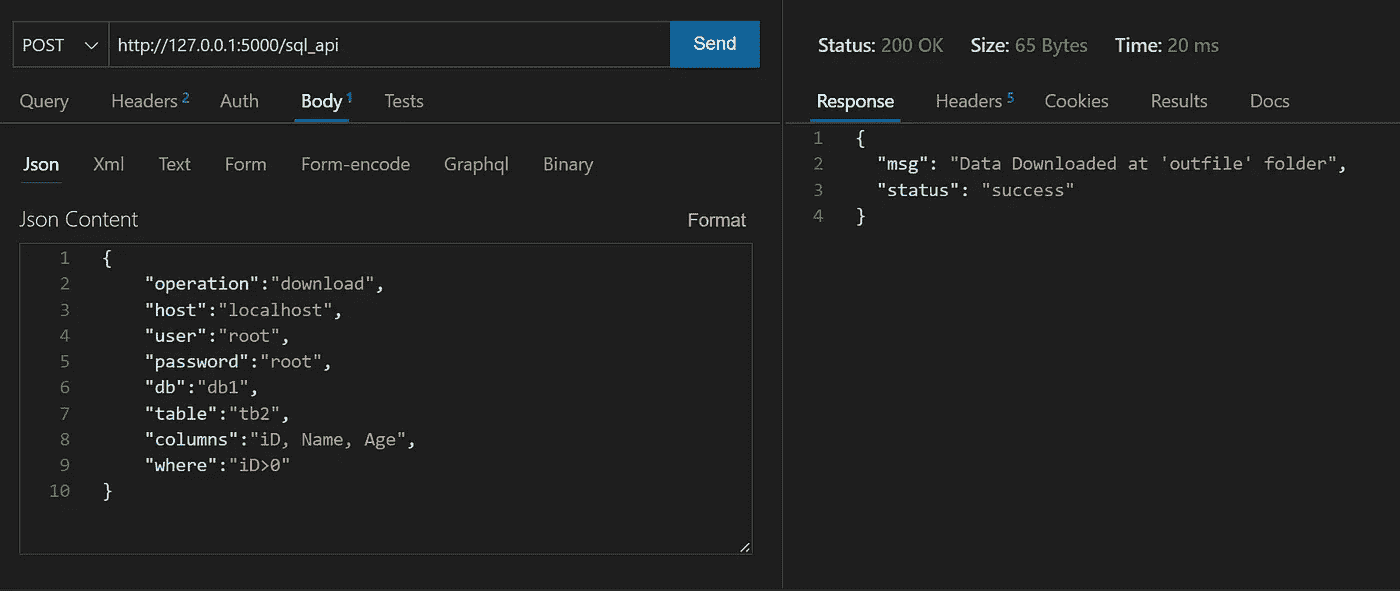 POST http://127.0.0.1:5000/sql_api Send
Query Headers 2 Auth Body 1 Tests
Json Xml Text Form Form-encode Graphql Binary
Json Content Format
1 {
2 "operation":"download",
3 "host":"localhost",
4 "user":"root",
5 "password":"root",
6 "db":"db1",
7 "table":"tb2",
8 "columns":"iD, Name, Age",
9 "where":"iD>0"
10 }
Status: 200 OK Size: 65 Bytes Time: 20 ms
Response Headers 5 Cookies Results Docs
1 {
2 "msg": "Data Downloaded at 'outfile' folder",
3 "status": "success"
4 }